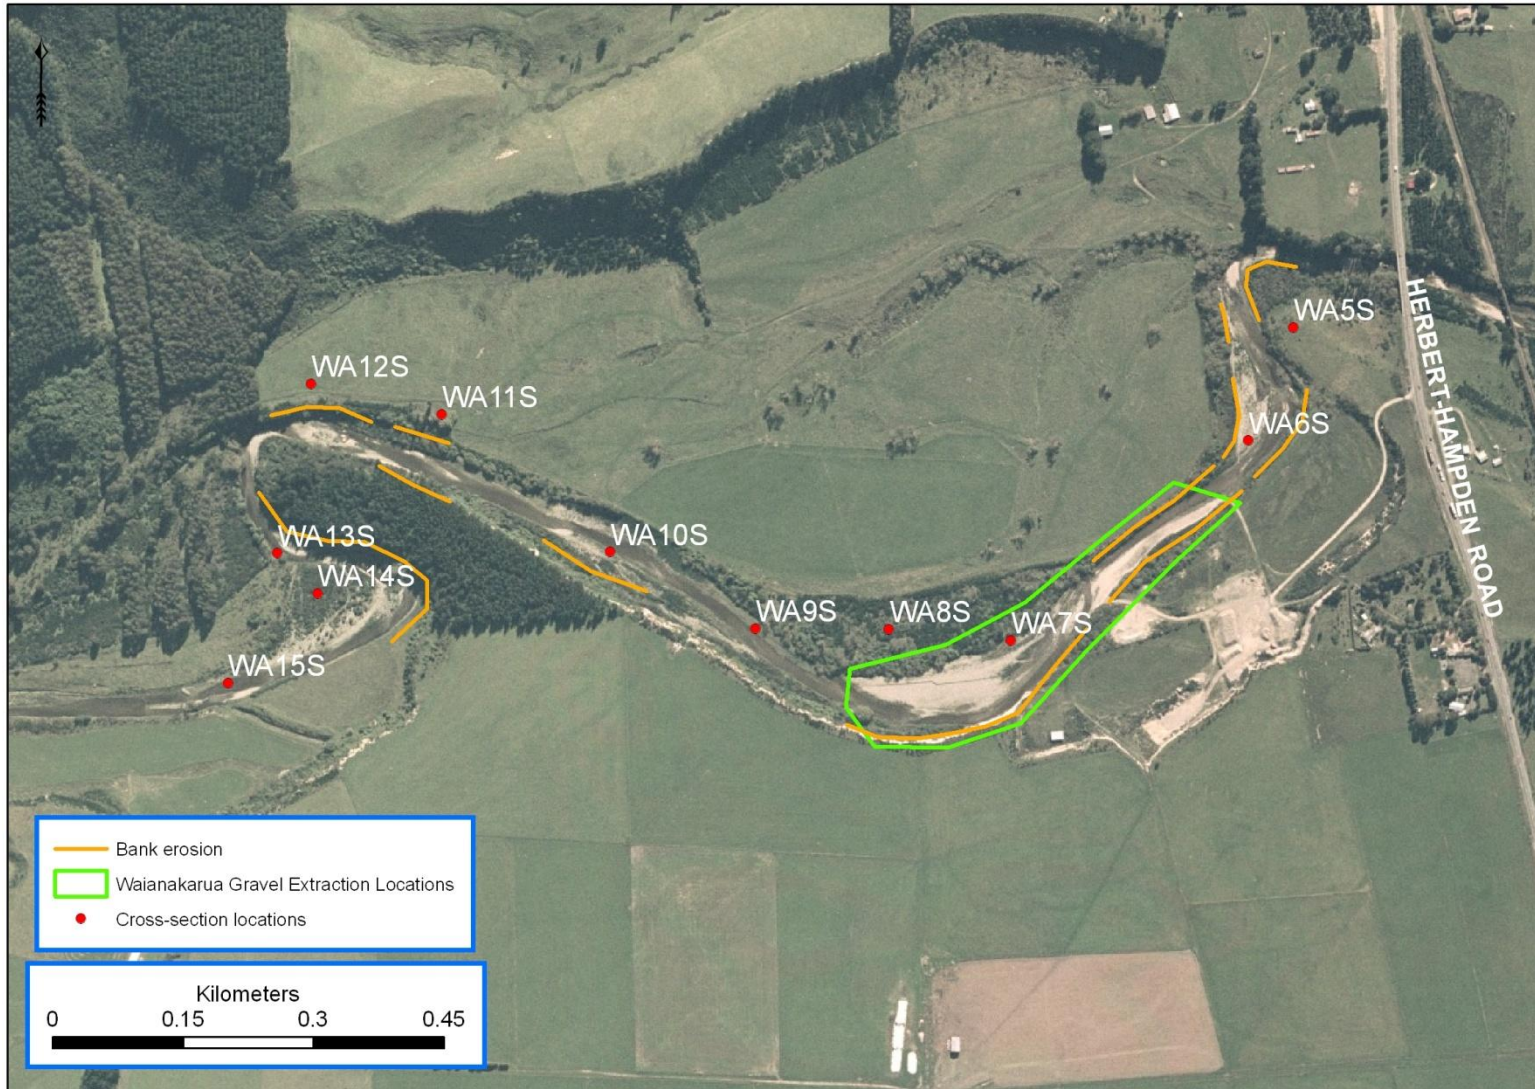 WA5S
HERBERT-HAMPDEN ROAD
WA12S
WA11S
WA6S
WA10S
WA13S
WA14S
WA9S
WA8S
WA7S
WA15S
Bank erosion
Waianakarua Gravel Extraction Locations
Cross-section locations
Kilometers
0 0.15 0.3 0.45